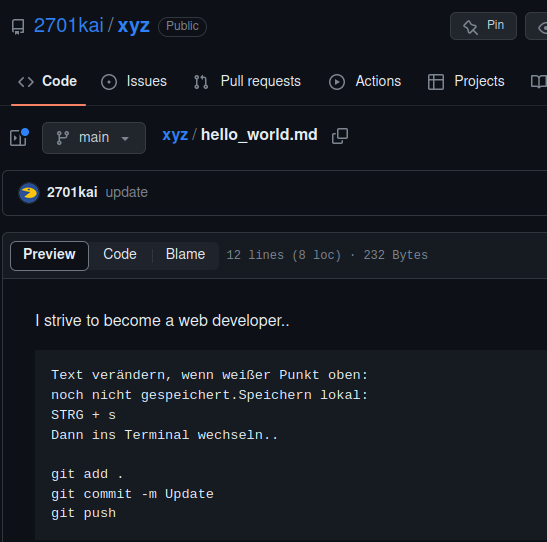 2701kai / xyz Public Pin
Code Issues Pull requests Actions Projects
main xyz / hello_world.md
2701kai update
Preview Code Blame 12 lines (8 loc) · 232 Bytes
I strive to become a web developer..
Text verändern, wenn weißer Punkt oben:
noch nicht gespeichert.Speichern lokal:
STRG + s
Dann ins Terminal wechseln..
git add .
git commit -m Update
git push